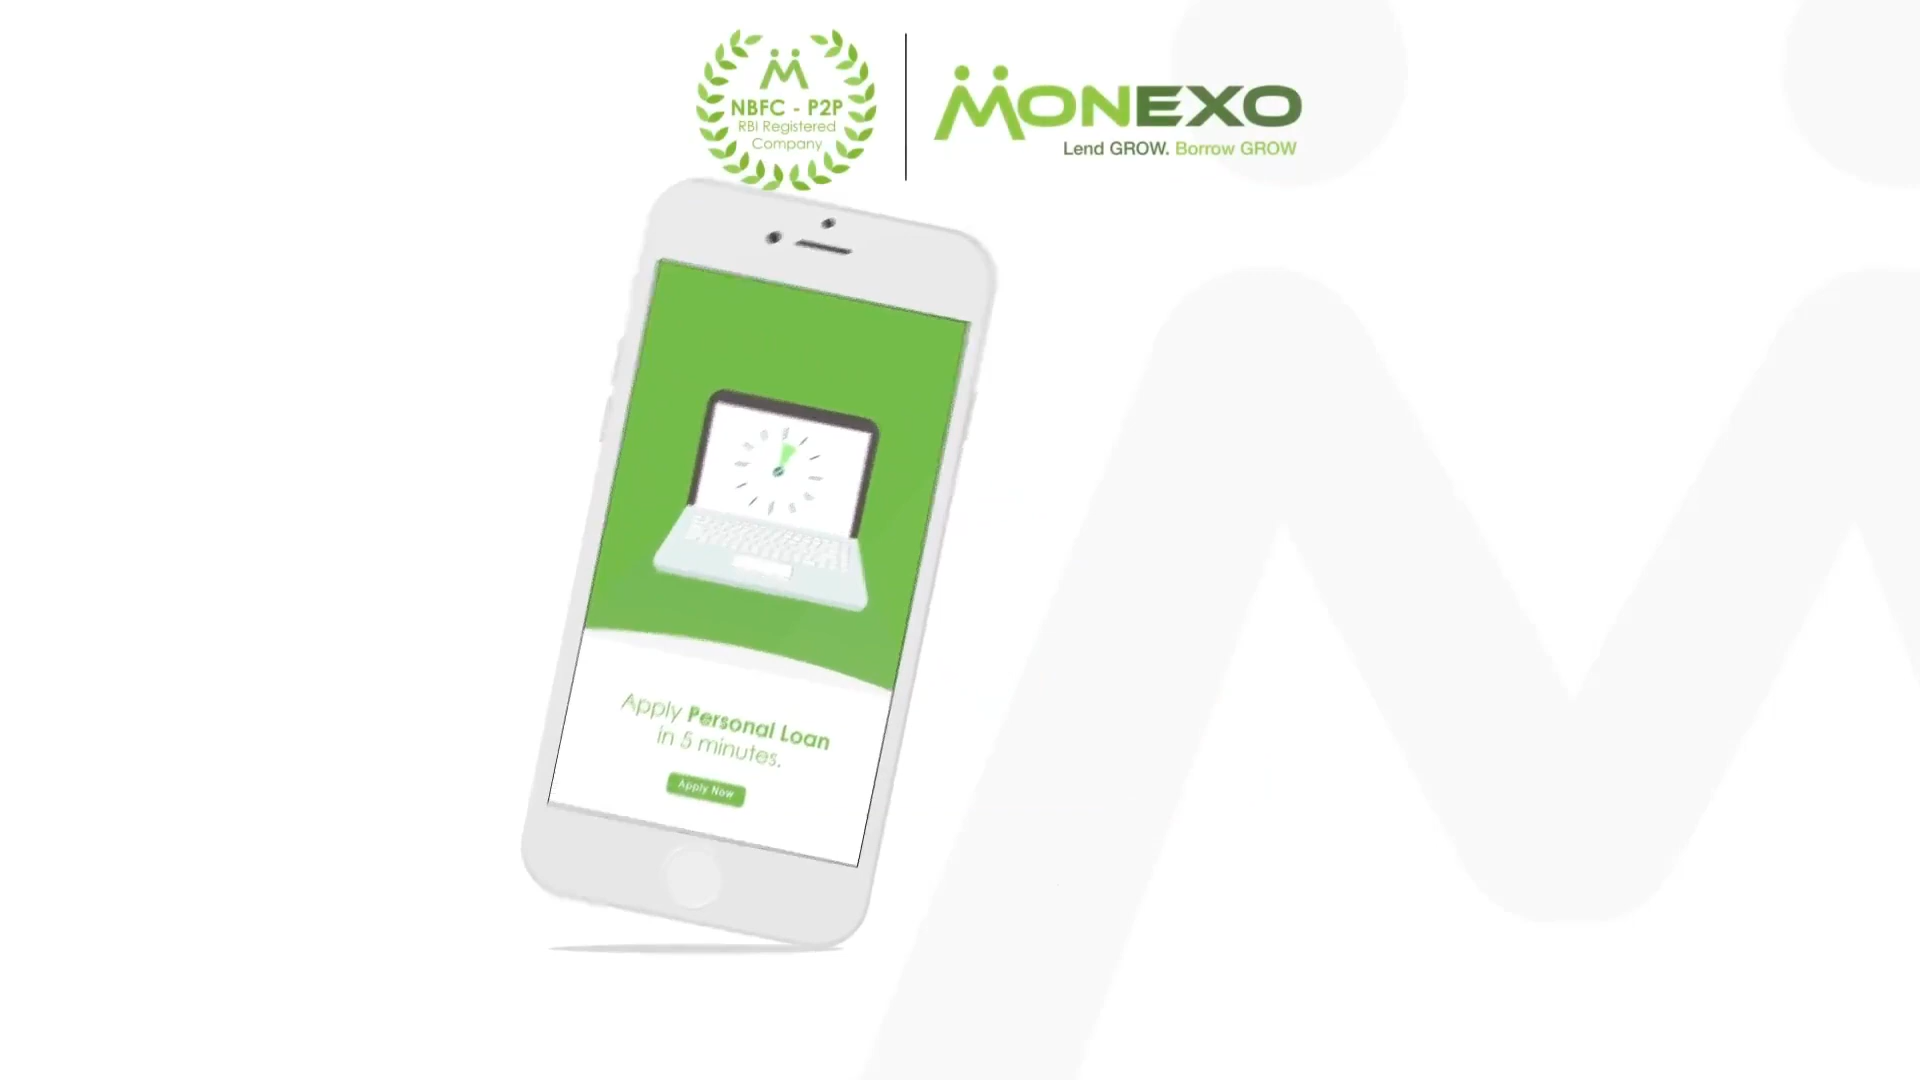 NBFC - P2P
RBI Registered
Company
MONEXO
Lend GROW. Borrow GROW
Apply Personal Loan
in 5 minutes.
Apply Now